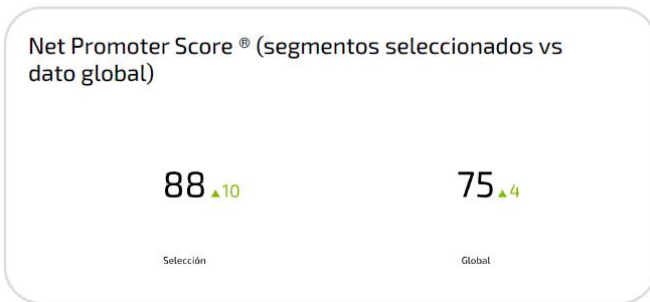 Net Promoter Score ® (segmentos seleccionados vs
dato global)
88 ▲10
75 ▲4
Selección
Global